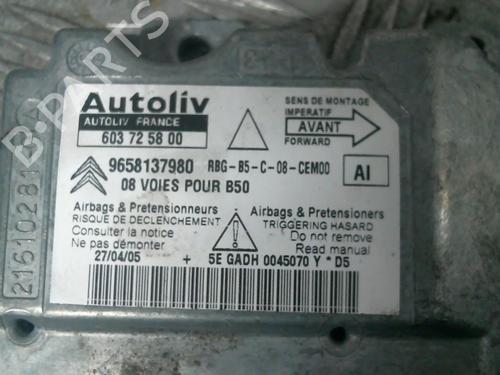 Autoliv
AUTOLIV FRANCE
603 72 58 00
SENS DE MONTAGE
IMPERATIF
AVANT
FORWARD
9658137980 RBG-B5-C-08-CEM00
AI
08 VOIES POUR B50
Airbags & Pretensionneurs
RISQUE DE DECLENCHEMENT
Consulter la notice
Ne pas démonter
Airbags & Pretensioners
TRIGGERING HASARD
Do not remove
Read manual
27/04/05 + 5E GADH 0045070 Y * D5
B-PARTS